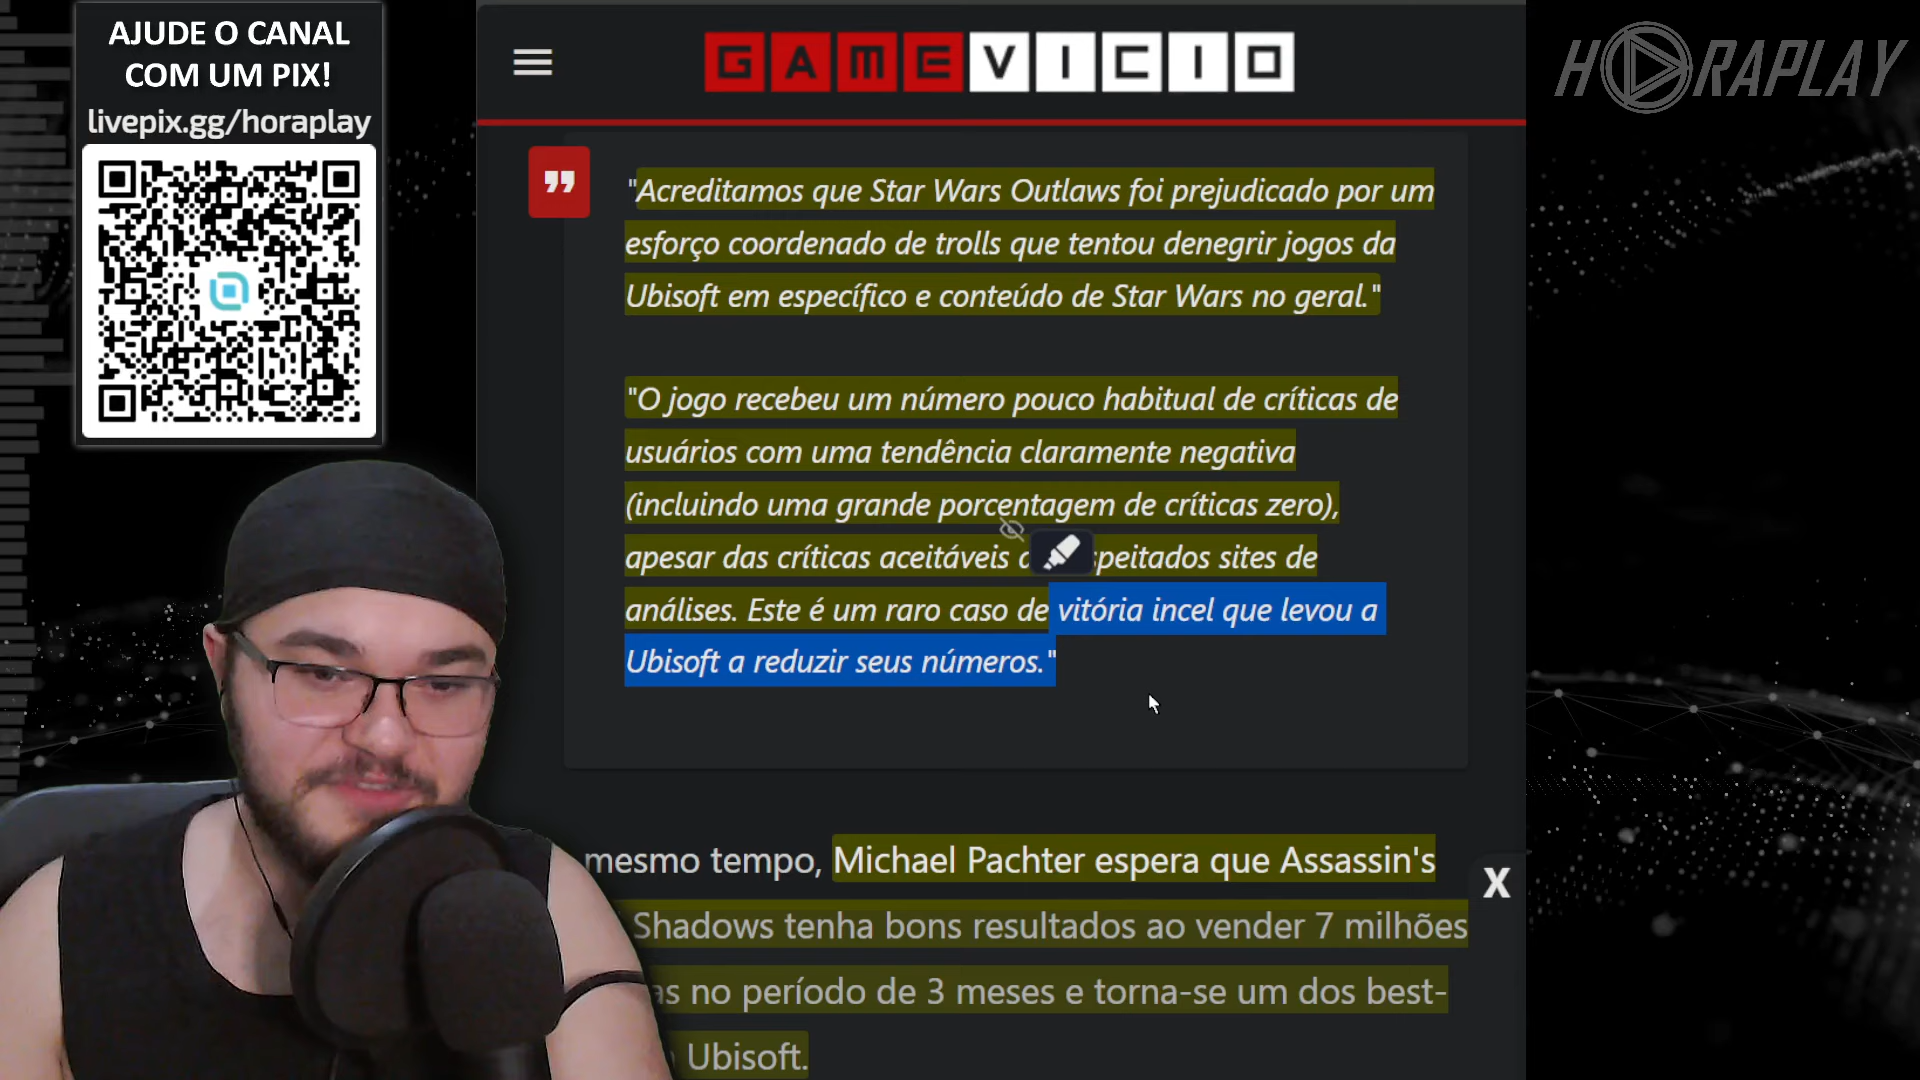 AJUDE O CANAL
COM UM PIX!
livepix.gg/horaplay
GAMEVICIO
HORAPLAY
"Acreditamos que Star Wars Outlaws foi prejudicado por um
esforço coordenado de trolls que tentou denegrir jogos da
Ubisoft em específico e conteúdo de Star Wars no geral."
"O jogo recebeu um número pouco habitual de críticas de
usuários com uma tendência claramente negativa
(incluindo uma grande porcentagem de críticas zero),
apesar das críticas aceitáveis speitados sites de
análises. Este é um raro caso de vitória incel que levou a
Ubisoft a reduzir seus números."
mesmo tempo, Michael Pachter espera que Assassin's
Shadows tenha bons resultados ao vender 7 milhões
as no período de 3 meses e torna-se um dos best-
Ubisoft.
X